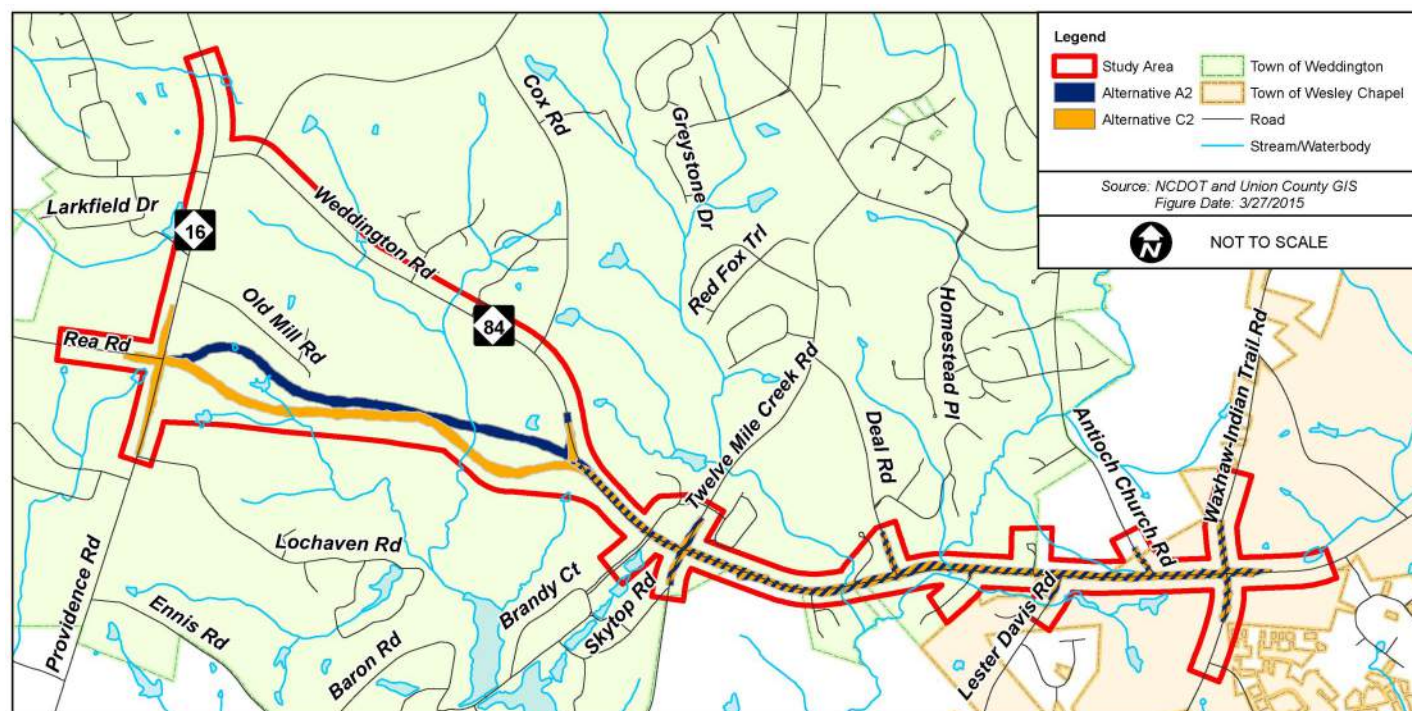 Legend
Study Area
Alternative A2
Alternative C2
Town of Weddington
Town of Wesley Chapel
Road
Stream/Waterbody
Source: NCDOT and Union County GIS
Figure Date: 3/27/2015
N
NOT TO SCALE
Larkfield Dr
16
Rea Rd
Old Mill Rd
Weddington Rd
84
Cox Rd
Greystone Dr
Red Fox Trl
Homestead Pl
Twelve Mile Creek Rd
Deal Rd
Antioch Church Rd
Waxhaw-Indian Trail Rd
Providence Rd
Lochaven Rd
Ennis Rd
Baron Rd
Brandy Ct
Skytop Rd
Lester Davis Rd